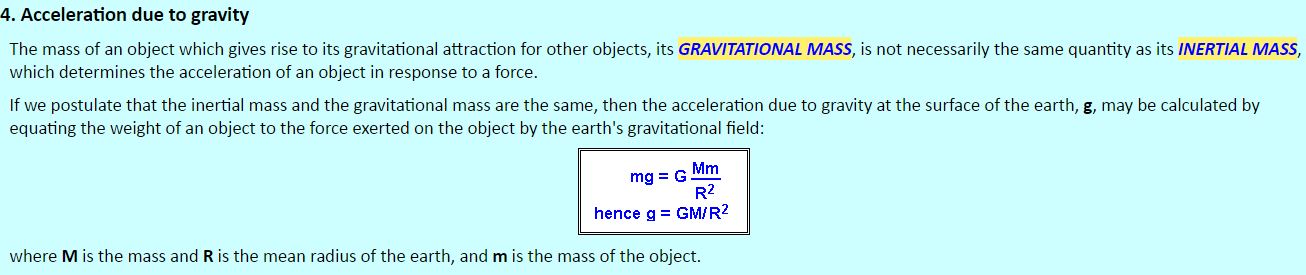 4. Acceleration due to gravity
The mass of an object which gives rise to its gravitational attraction for other objects, its GRAVITATIONAL MASS, is not necessarily the same quantity as its INERTIAL MASS,
which determines the acceleration of an object in response to a force.
If we postulate that the inertial mass and the gravitational mass are the same, then the acceleration due to gravity at the surface of the earth, g, may be calculated by
equating the weight of an object to the force exerted on the object by the earth's gravitational field:
mg = G Mm
R2
hence g = GM/R2
where M is the mass and R is the mean radius of the earth, and m is the mass of the object.